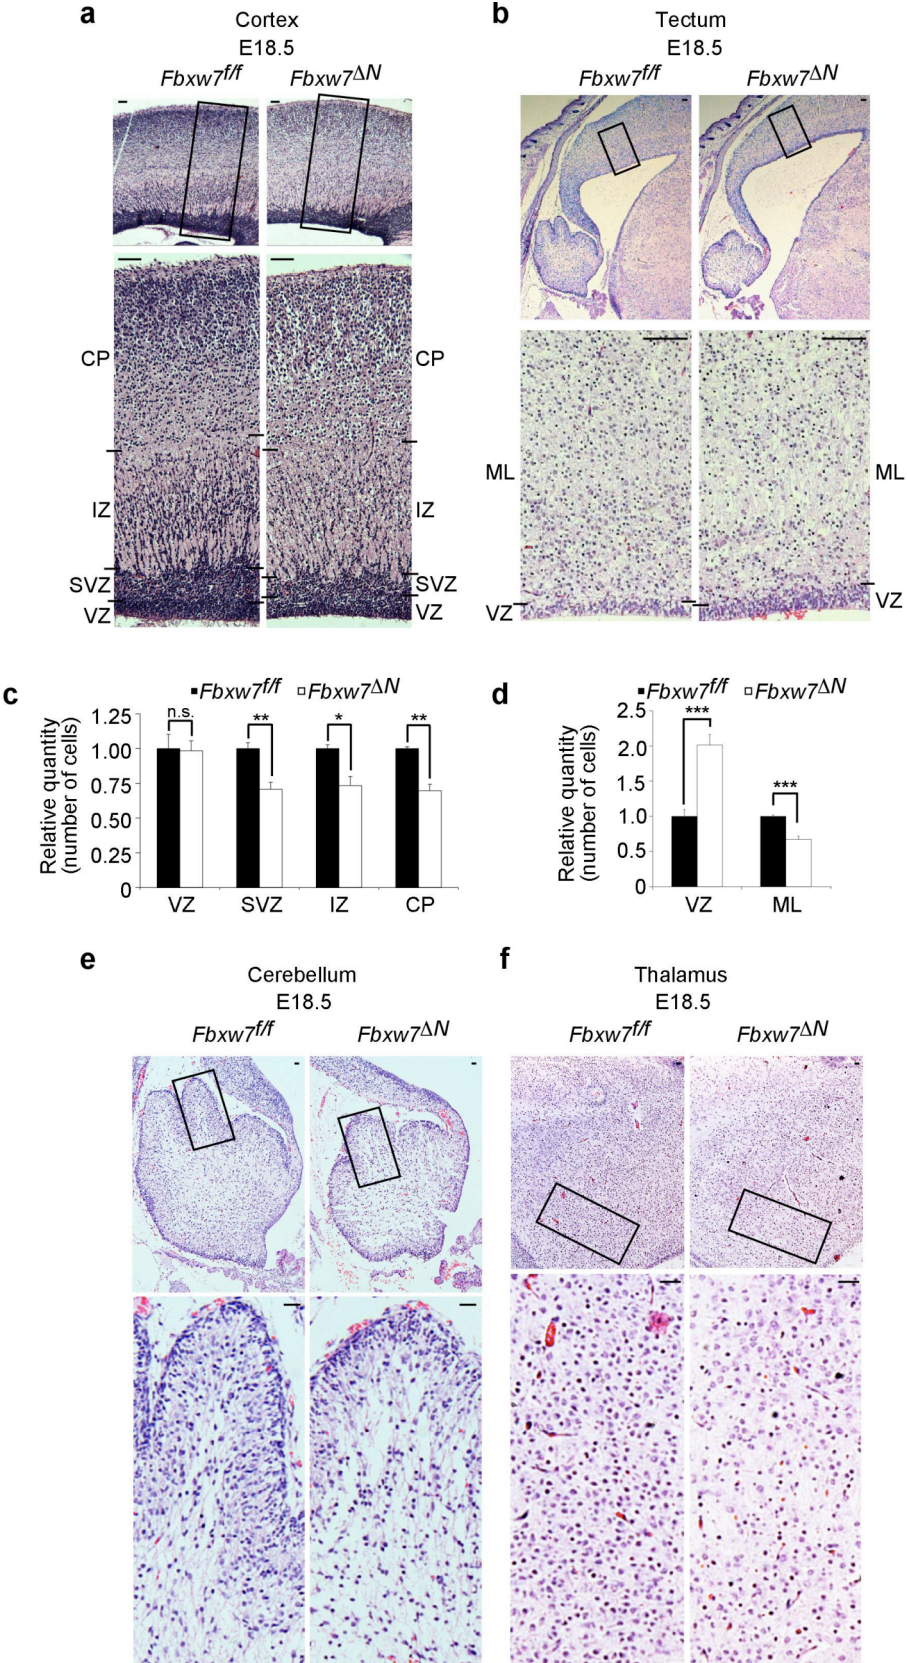 a
Cortex
E18.5
Fbxw7f/f Fbxw7ΔN
CP CP
IZ IZ
SVZ SVZ
VZ VZ
b
Tectum
E18.5
Fbxw7f/f Fbxw7ΔN
ML ML
VZ VZ
c
Fbxw7f/f Fbxw7ΔN
Relative quantity
(number of cells)
1.25
1.00
0.75
0.50
0.25
0
n.s. ** * **
VZ SVZ IZ CP
d
Fbxw7f/f Fbxw7ΔN
Relative quantity
(number of cells)
2.5
2.0
1.5
1.0
0.5
0
*** ***
VZ ML
e
Cerebellum
E18.5
Fbxw7f/f Fbxw7ΔN
f
Thalamus
E18.5
Fbxw7f/f Fbxw7ΔN